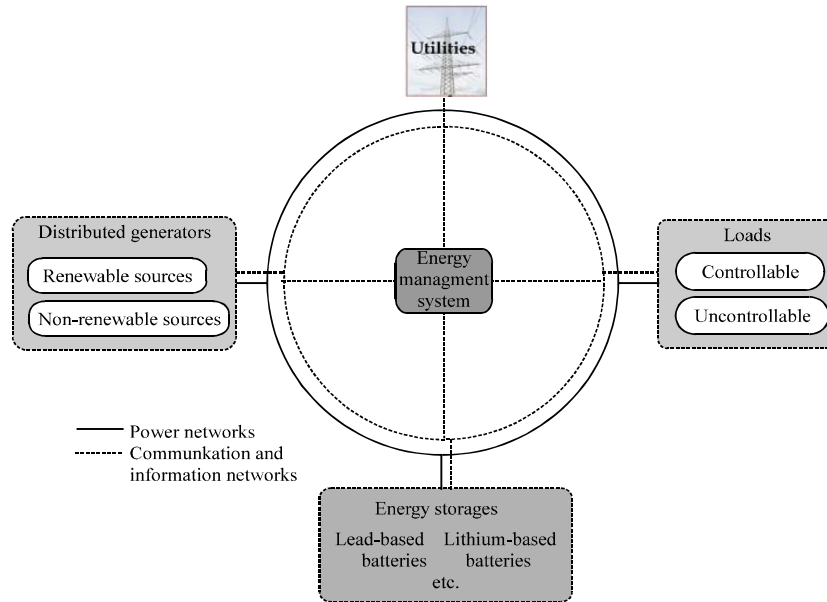 Utilities
Distributed generators
Renewable sources
Non-renewable sources
Energy
managment
system
Loads
Controllable
Uncontrollable
Power networks
Communkation and
information networks
Energy storages
Lead-based Lithium-based
batteries batteries
etc.